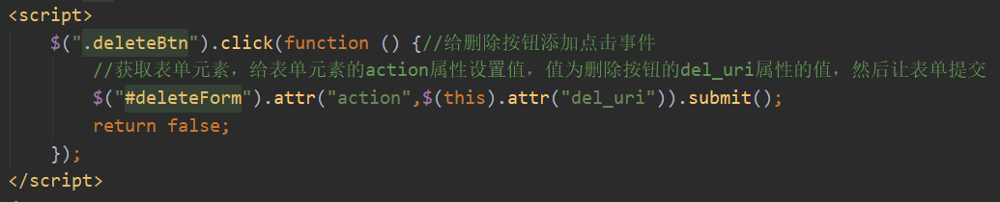 <script>
$(".deleteBtn").click(function () {//给删除按钮添加点击事件
//获取表单元素，给表单元素的action属性设置值，值为删除按钮的del_uri属性的值，然后让表单提交
$("#deleteForm").attr("action",$(this).attr("del_uri")).submit();
return false;
});
</script>